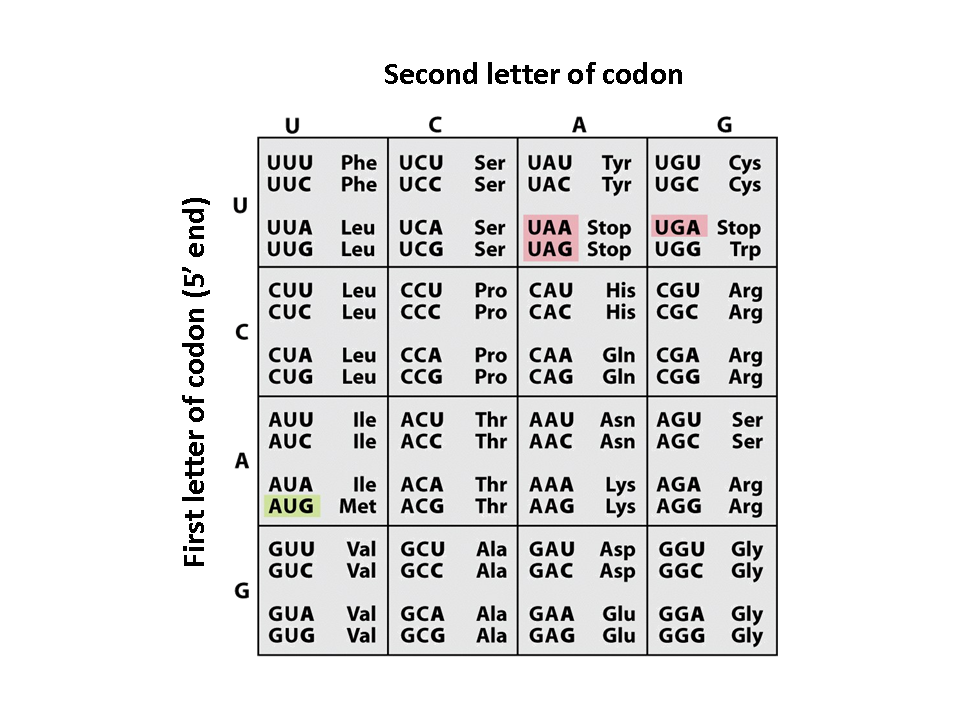 Second letter of codon
U C A G
First letter of codon (5′ end)
U
UUU Phe UCU Ser UAU Tyr UGU Cys
UUC Phe UCC Ser UAC Tyr UGC Cys
UUA Leu UCA Ser UAA Stop UGA Stop
UUG Leu UCG Ser UAG Stop UGG Trp
C
CUU Leu CCU Pro CAU His CGU Arg
CUC Leu CCC Pro CAC His CGC Arg
CUA Leu CCA Pro CAA Gln CGA Arg
CUG Leu CCG Pro CAG Gln CGG Arg
A
AUU Ile ACU Thr AAU Asn AGU Ser
AUC Ile ACC Thr AAC Asn AGC Ser
AUA Ile ACA Thr AAA Lys AGA Arg
AUG Met ACG Thr AAG Lys AGG Arg
G
GUU Val GCU Ala GAU Asp GGU Gly
GUC Val GCC Ala GAC Asp GGC Gly
GUA Val GCA Ala GAA Glu GGA Gly
GUG Val GCG Ala GAG Glu GGG Gly